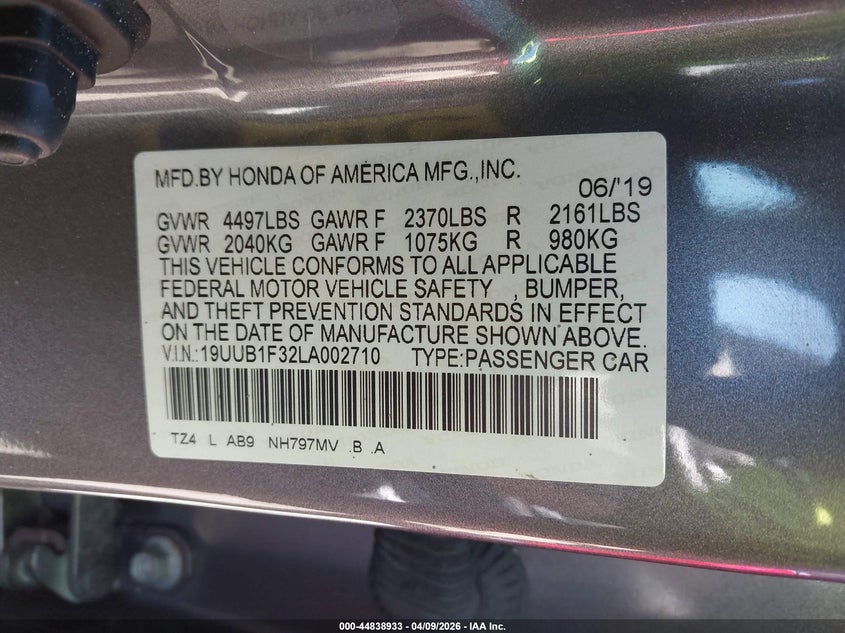 MFD.BY HONDA OF AMERICA MFG.,INC.
06/'19
GVWR 4497LBS GAWR F 2370LBS R 2161LBS
GVWR 2040KG GAWR F 1075KG R 980KG
THIS VEHICLE CONFORMS TO ALL APPLICABLE
FEDERAL MOTOR VEHICLE SAFETY , BUMPER,
AND THEFT PREVENTION STANDARDS IN EFFECT
ON THE DATE OF MANUFACTURE SHOWN ABOVE.
V.I.N.:19UUB1F32LA002710 TYPE:PASSENGER CAR
TZ4 L AB9 NH797MV .B .A
000-44838933 - 04/09/2026 - IAA Inc.